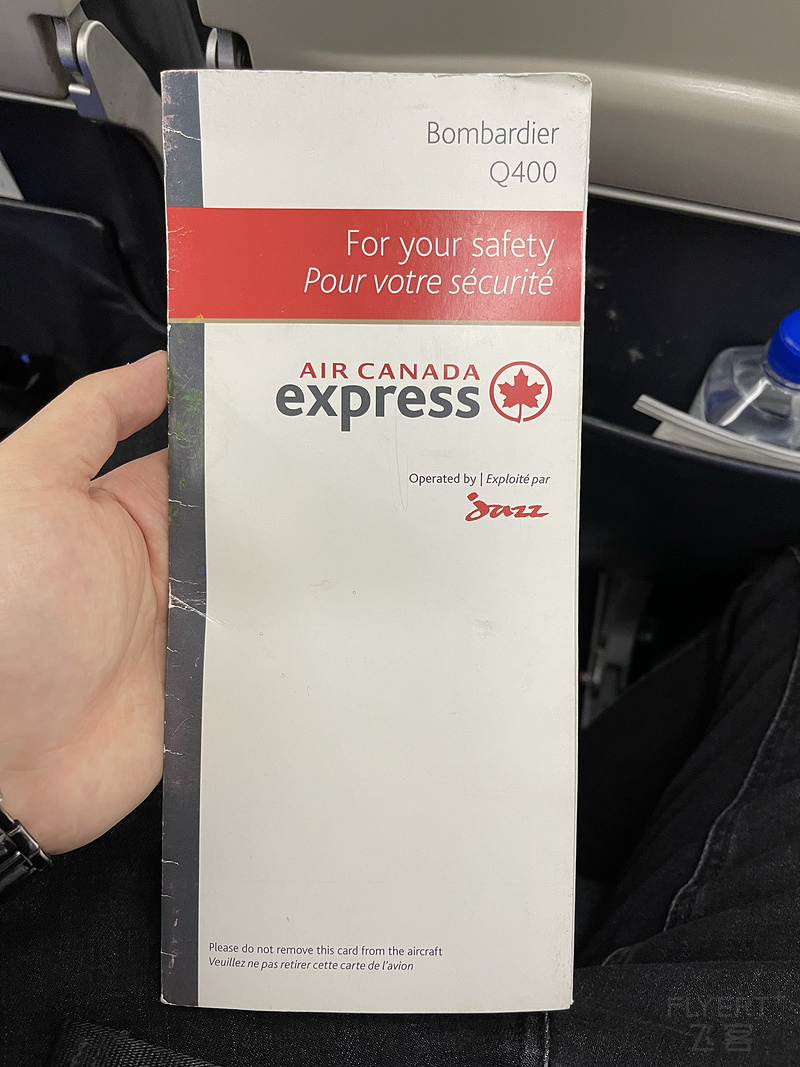 Bombardier
Q400
For your safety
Pour votre sécurité
AIR CANADA
express
Operated by | Exploité par
jazz
Please do not remove this card from the aircraft
Veuillez ne pas retirer cette carte de l'avion
FLYERT+
飞客